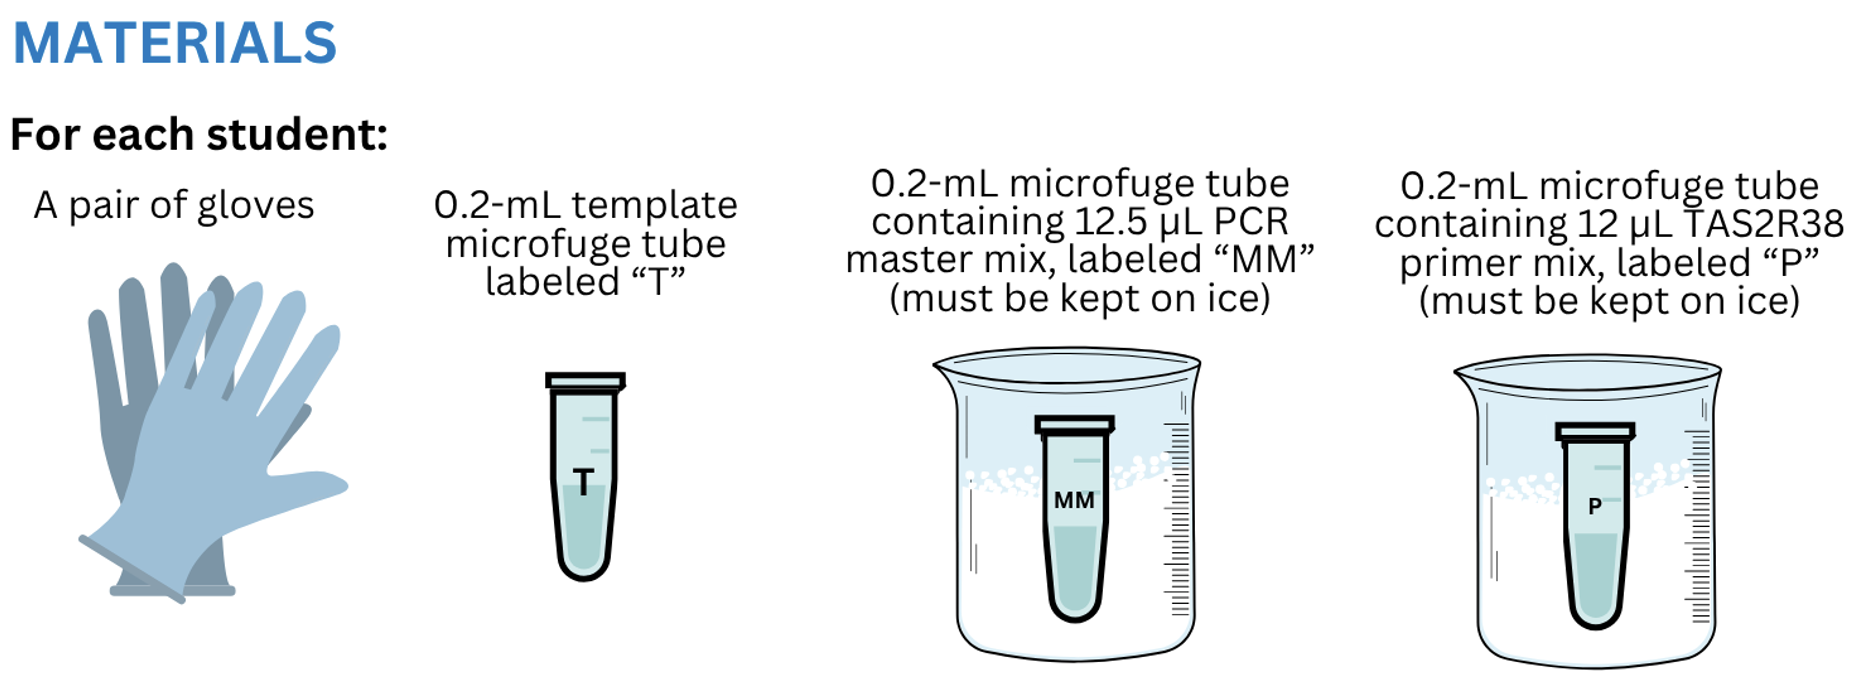 MATERIALS
For each student:
A pair of gloves
0.2-mL template
microfuge tube
labeled “T”
0.2-mL microfuge tube
containing 12.5 µL PCR
master mix, labeled “MM”
(must be kept on ice)
0.2-mL microfuge tube
containing 12 µL TAS2R38
primer mix, labeled “P”
(must be kept on ice)
T
MM
P